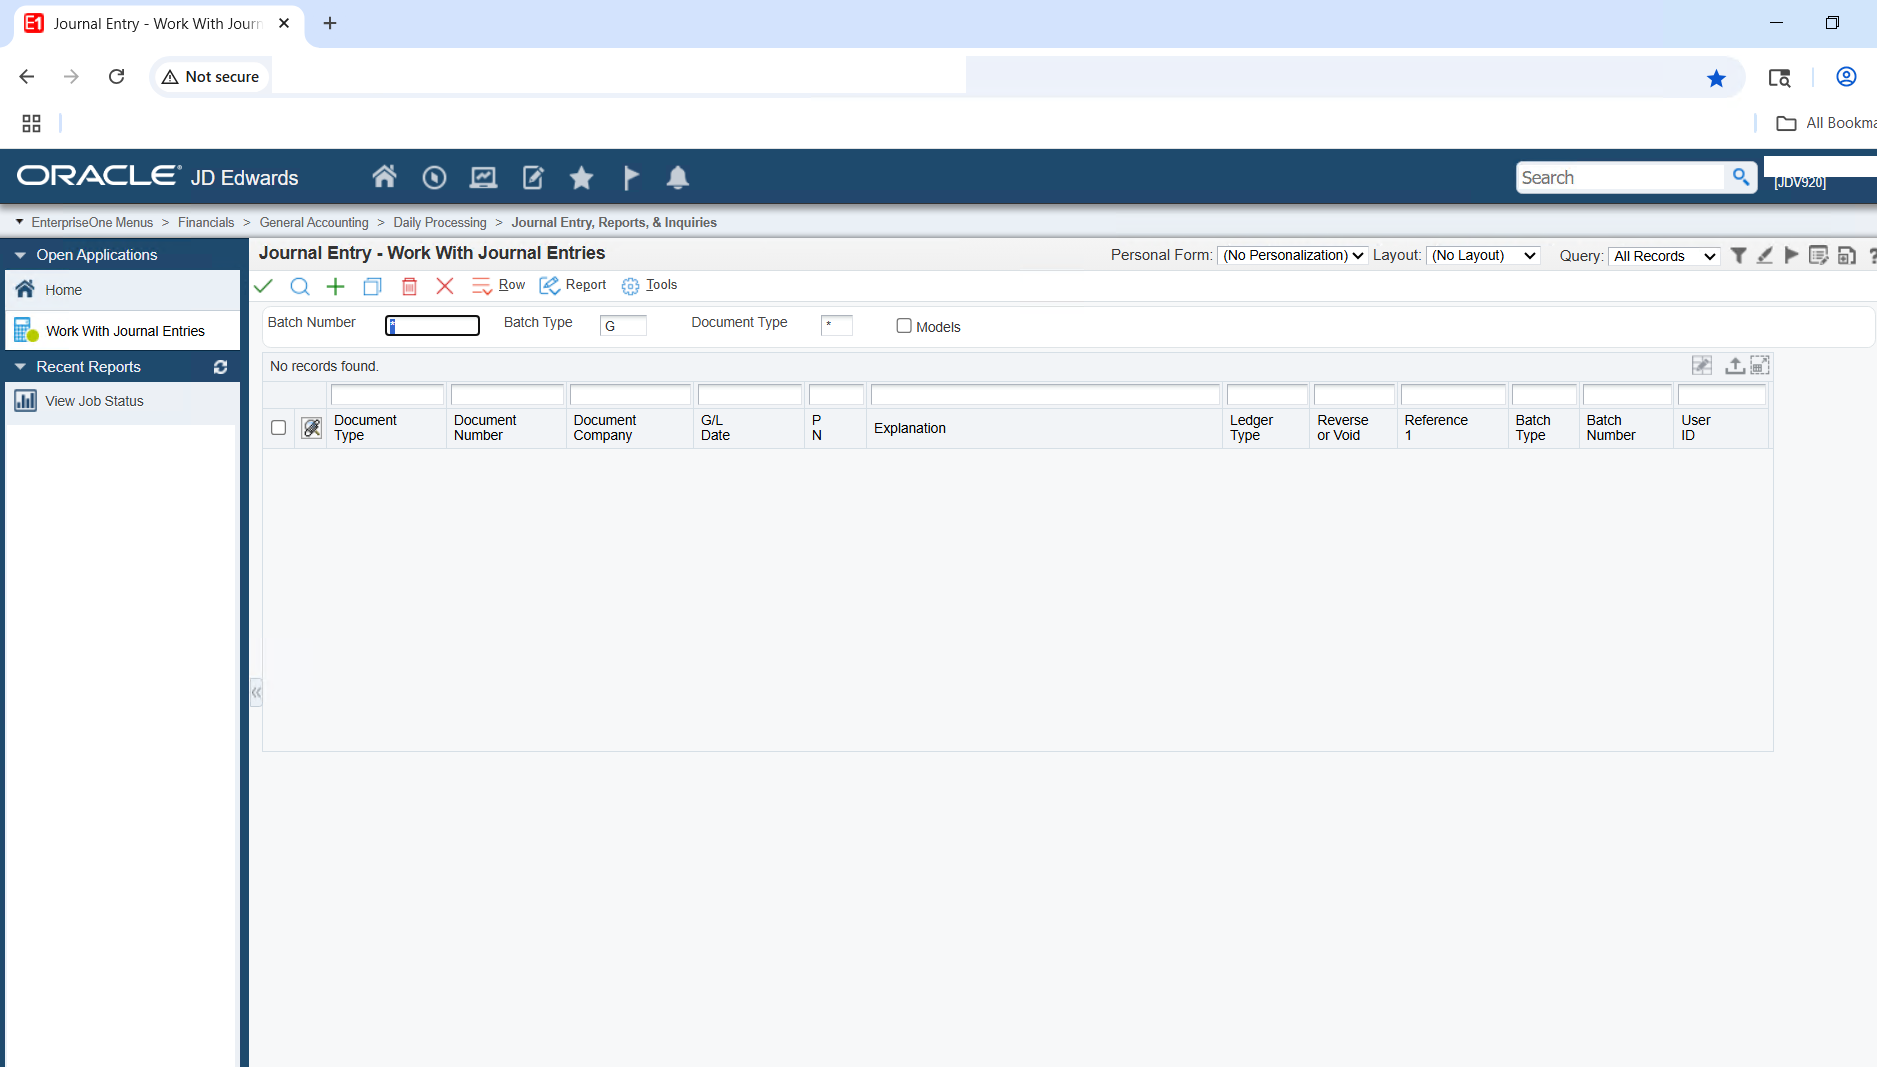 E1 Journal Entry - Work With Journ
Not secure
All Bookma
ORACLE JD Edwards
Search
[JDV920]
EnterpriseOne Menus > Financials > General Accounting > Daily Processing > Journal Entry, Reports, & Inquiries
Open Applications
Home
Work With Journal Entries
Recent Reports
View Job Status
Journal Entry - Work With Journal Entries
Personal Form: (No Personalization) Layout: (No Layout) Query: All Records ?
Row Report Tools
Batch Number * Batch Type G Document Type * Models
No records found.
Document Type
Document Number
Document Company
G/L Date
P N
Explanation
Ledger Type
Reverse or Void
Reference 1
Batch Type
Batch Number
User ID